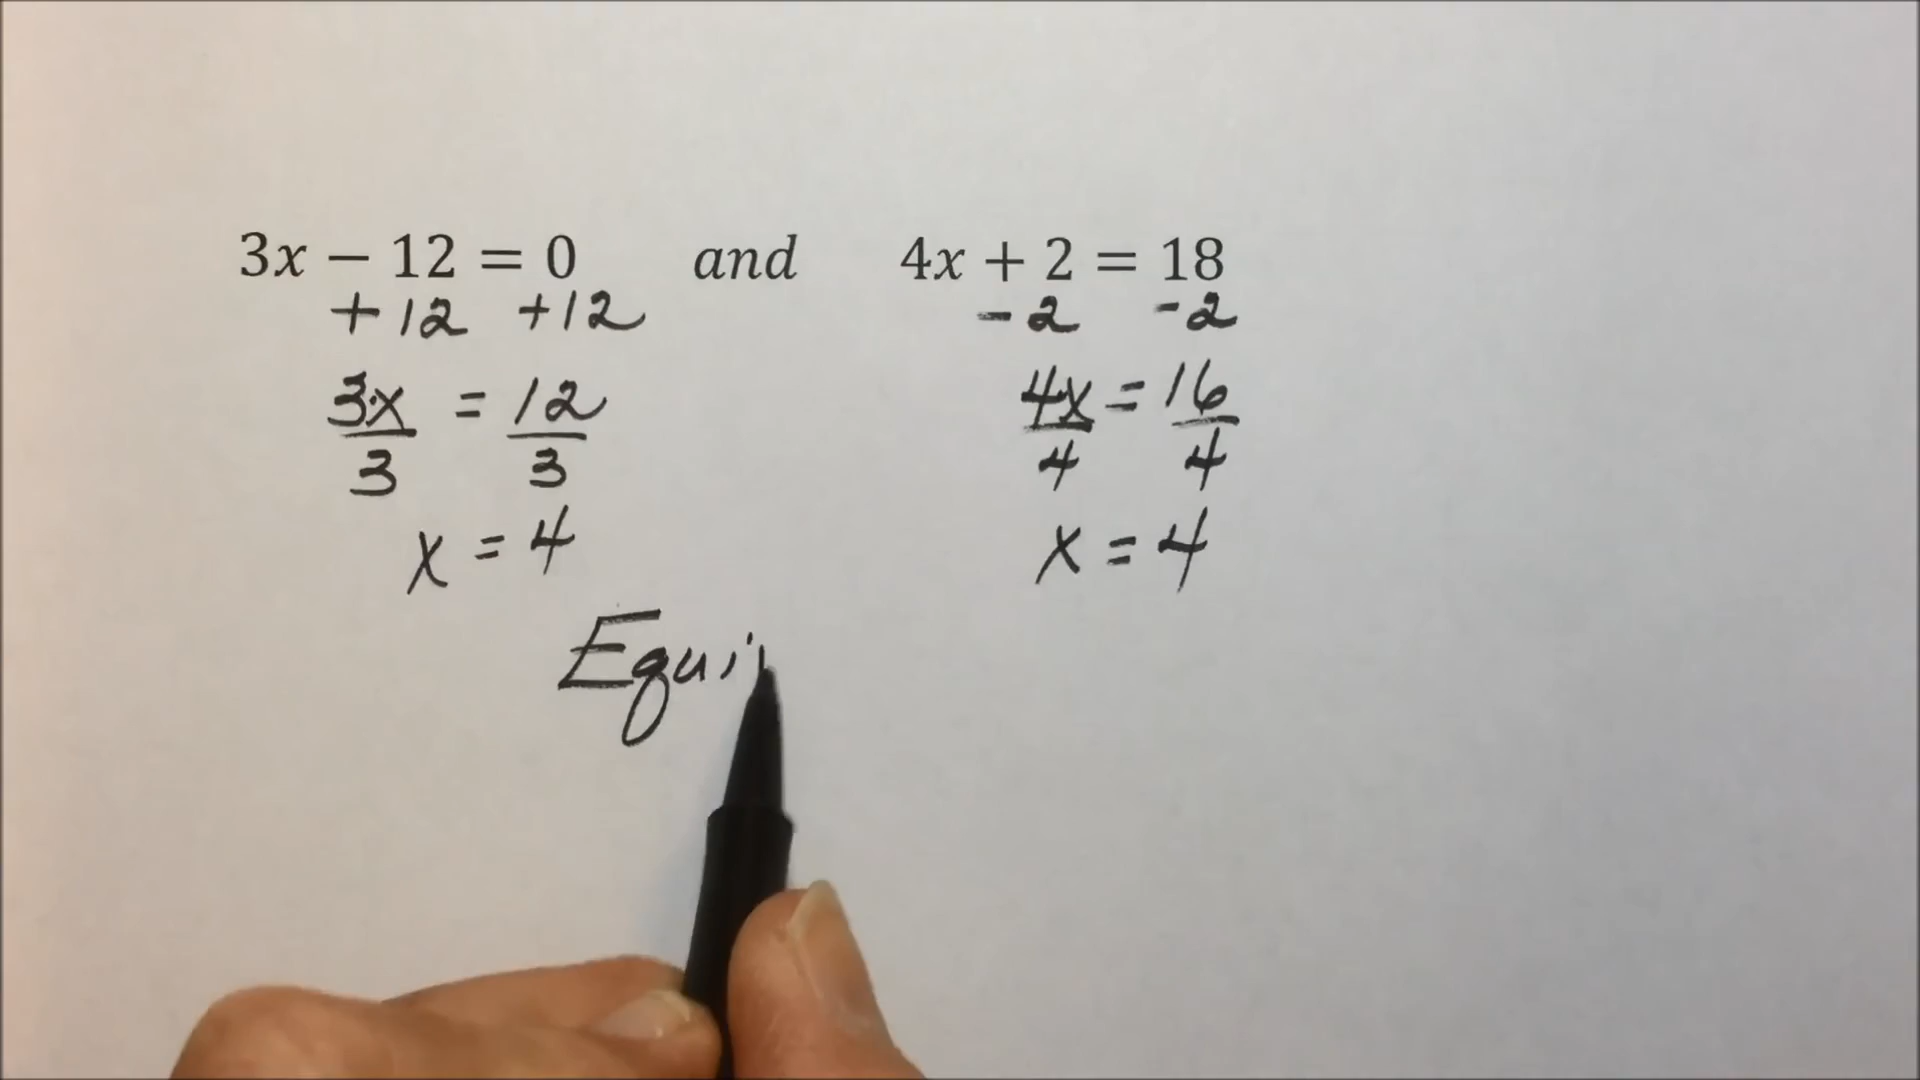 3x − 12 = 0 and 4x + 2 = 18
+12 +12 -2 -2
3x = 12 4x = 16
3 3 4 4
x = 4 x = 4
Equi